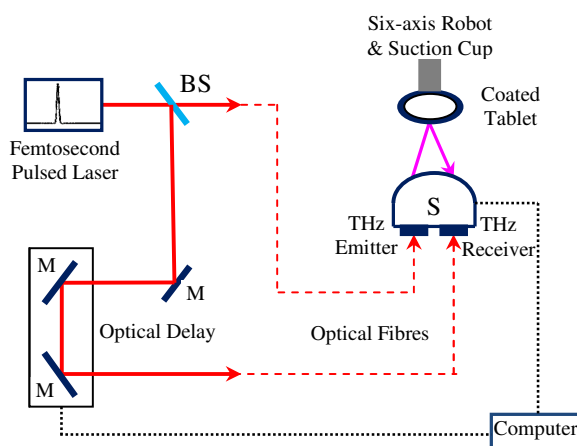 Six-axis Robot
& Suction Cup
BS
Coated
Tablet
Femtosecond
Pulsed Laser
S
THz
Emitter
THz
Receiver
M
M
Optical Delay
Optical Fibres
M
Computer